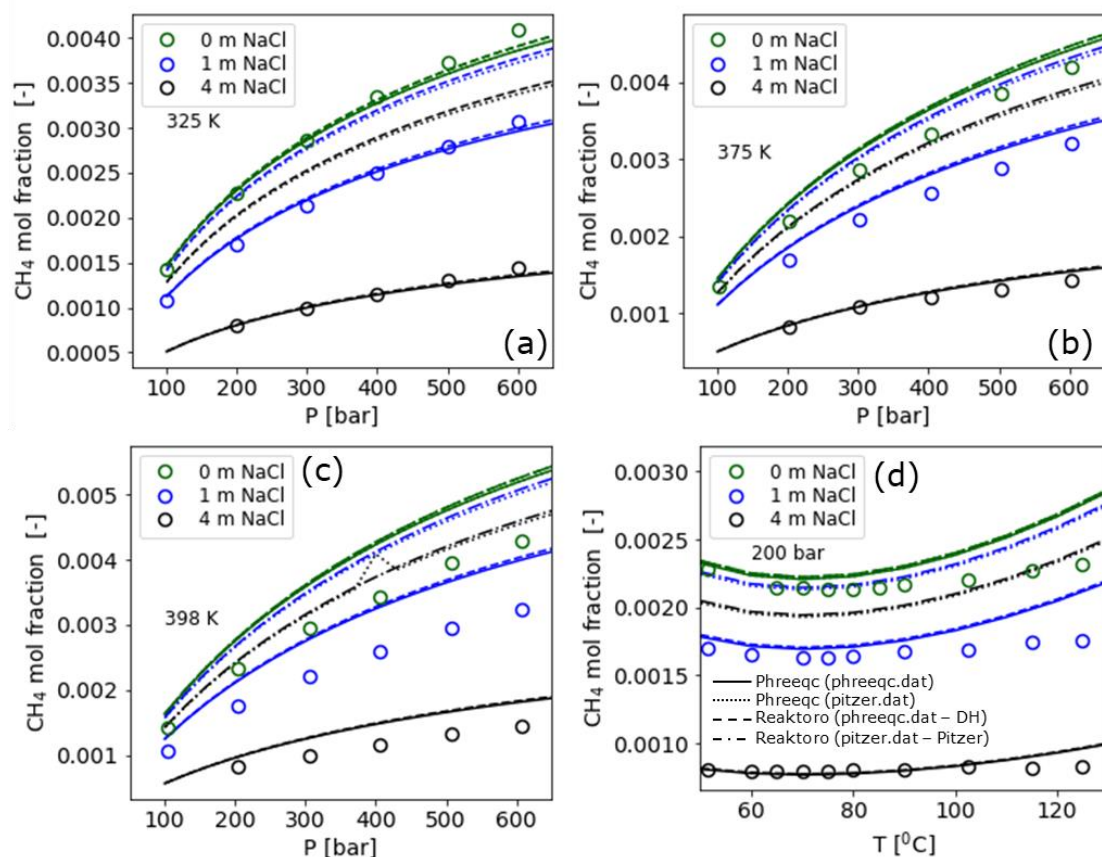 0 m NaCl
1 m NaCl
4 m NaCl
325 K
(a)
0.0040
0.0035
0.0030
0.0025
0.0020
0.0015
0.0010
0.0005
CH₄ mol fraction [-]
100 200 300 400 500 600
P [bar]
0 m NaCl
1 m NaCl
4 m NaCl
375 K
(b)
0.004
0.003
0.002
0.001
CH₄ mol fraction [-]
100 200 300 400 500 600
P [bar]
0 m NaCl
1 m NaCl
4 m NaCl
(c)
398 K
0.005
0.004
0.003
0.002
0.001
CH₄ mol fraction [-]
100 200 300 400 500 600
P [bar]
0 m NaCl
1 m NaCl
4 m NaCl
(d)
200 bar
0.0030
0.0025
0.0020
0.0015
0.0010
CH₄ mol fraction [-]
Phreeqc (phreeqc.dat)
Phreeqc (pitzer.dat)
Reaktoro (phreeqc.dat – DH)
Reaktoro (pitzer.dat – Pitzer)
60 80 100 120
T [⁰C]